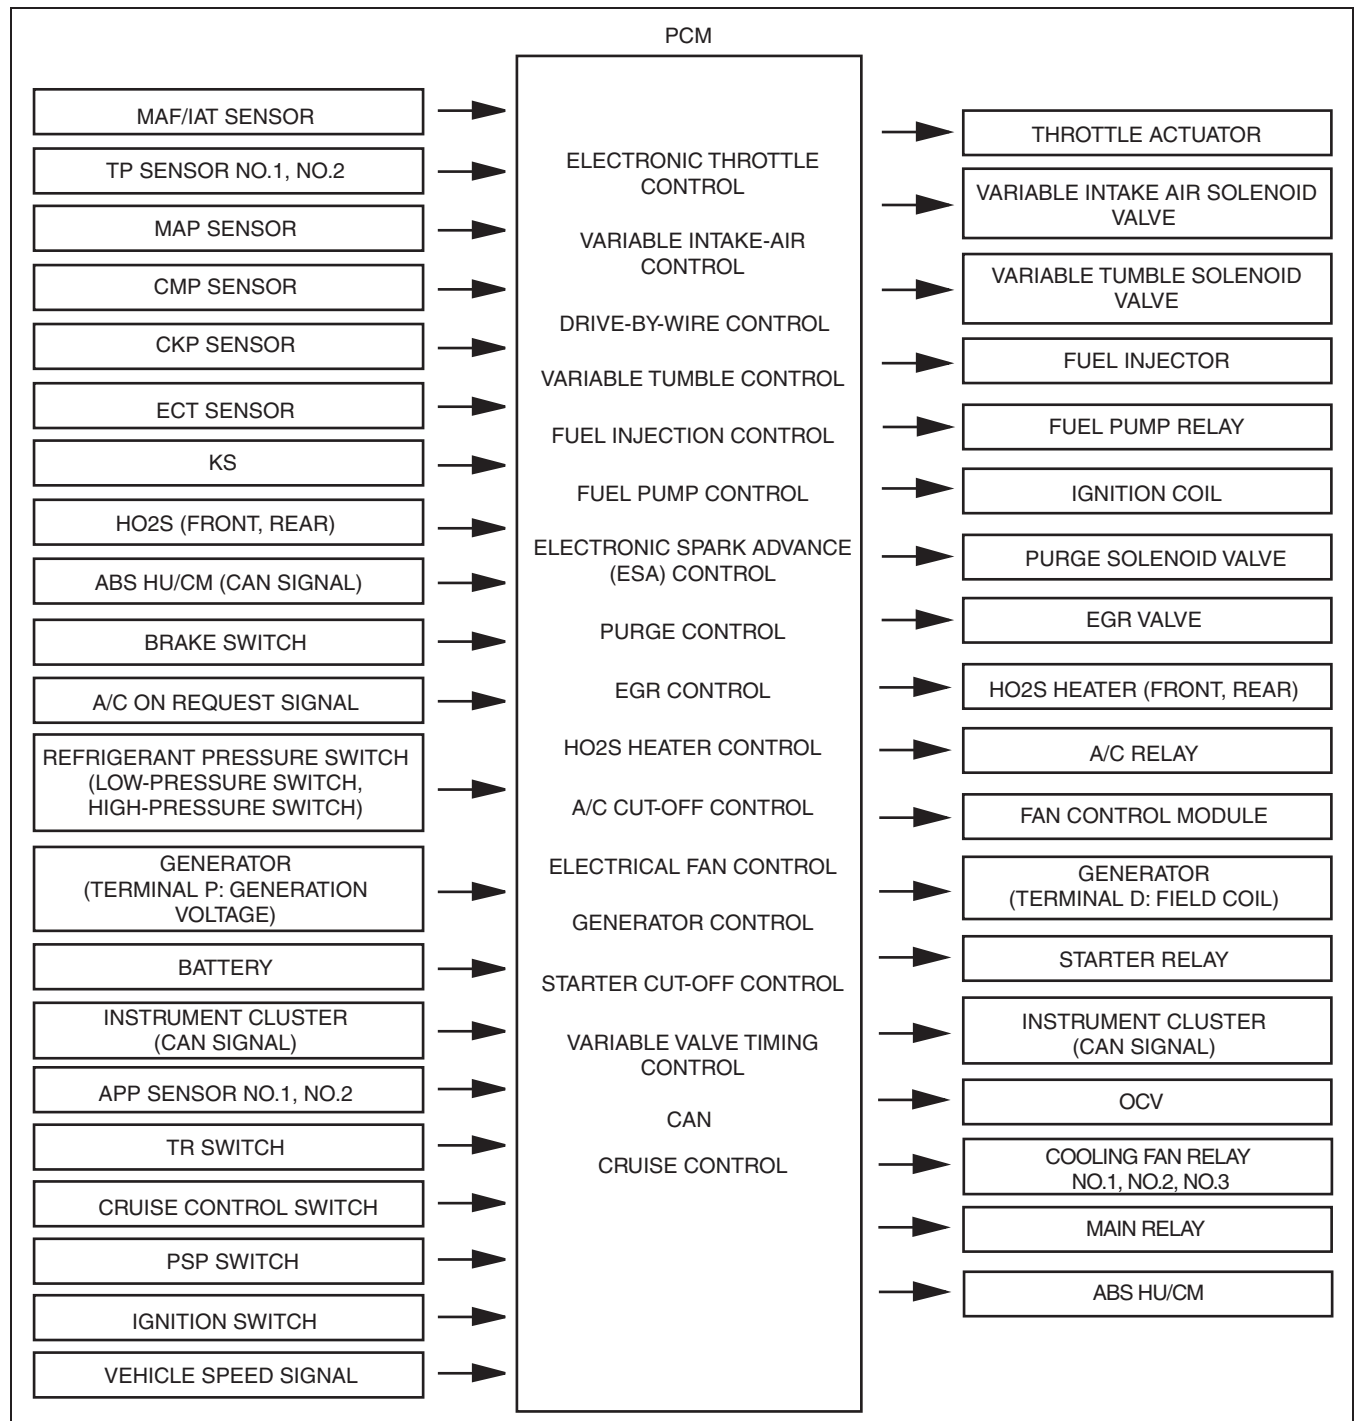 PCM
MAF/IAT SENSOR
TP SENSOR NO.1, NO.2
MAP SENSOR
CMP SENSOR
CKP SENSOR
ECT SENSOR
KS
HO2S (FRONT, REAR)
ABS HU/CM (CAN SIGNAL)
BRAKE SWITCH
A/C ON REQUEST SIGNAL
REFRIGERANT PRESSURE SWITCH
(LOW-PRESSURE SWITCH,
HIGH-PRESSURE SWITCH)
GENERATOR
(TERMINAL P: GENERATION
VOLTAGE)
BATTERY
INSTRUMENT CLUSTER
(CAN SIGNAL)
APP SENSOR NO.1, NO.2
TR SWITCH
CRUISE CONTROL SWITCH
PSP SWITCH
IGNITION SWITCH
VEHICLE SPEED SIGNAL
ELECTRONIC THROTTLE
CONTROL
VARIABLE INTAKE-AIR
CONTROL
DRIVE-BY-WIRE CONTROL
VARIABLE TUMBLE CONTROL
FUEL INJECTION CONTROL
FUEL PUMP CONTROL
ELECTRONIC SPARK ADVANCE
(ESA) CONTROL
PURGE CONTROL
EGR CONTROL
HO2S HEATER CONTROL
A/C CUT-OFF CONTROL
ELECTRICAL FAN CONTROL
GENERATOR CONTROL
STARTER CUT-OFF CONTROL
VARIABLE VALVE TIMING
CONTROL
CAN
CRUISE CONTROL
THROTTLE ACTUATOR
VARIABLE INTAKE AIR SOLENOID
VALVE
VARIABLE TUMBLE SOLENOID
VALVE
FUEL INJECTOR
FUEL PUMP RELAY
IGNITION COIL
PURGE SOLENOID VALVE
EGR VALVE
HO2S HEATER (FRONT, REAR)
A/C RELAY
FAN CONTROL MODULE
GENERATOR
(TERMINAL D: FIELD COIL)
STARTER RELAY
INSTRUMENT CLUSTER
(CAN SIGNAL)
OCV
COOLING FAN RELAY
NO.1, NO.2, NO.3
MAIN RELAY
ABS HU/CM